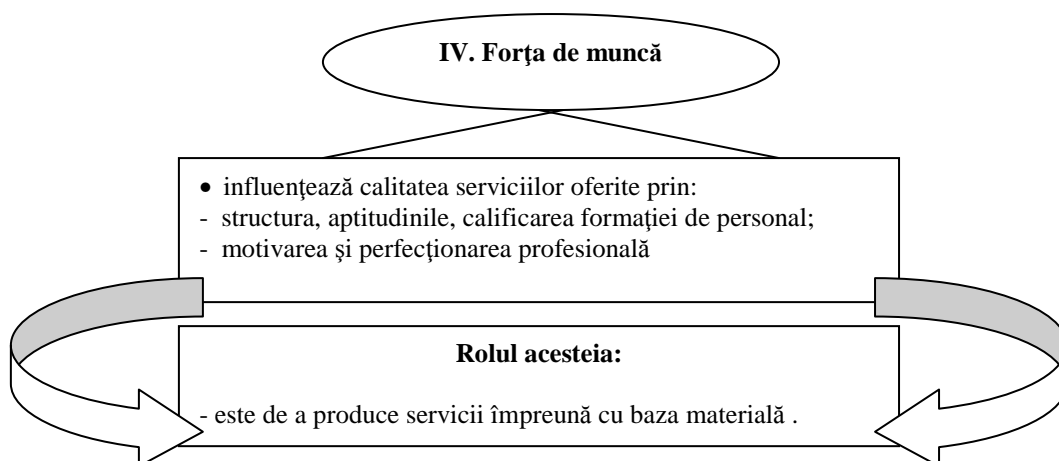 IV. Forţa de muncă
• influenţează calitatea serviciilor oferite prin:
- structura, aptitudinile, calificarea formaţiei de personal;
- motivarea şi perfecţionarea profesională
Rolul acesteia:
- este de a produce servicii împreună cu baza materială .